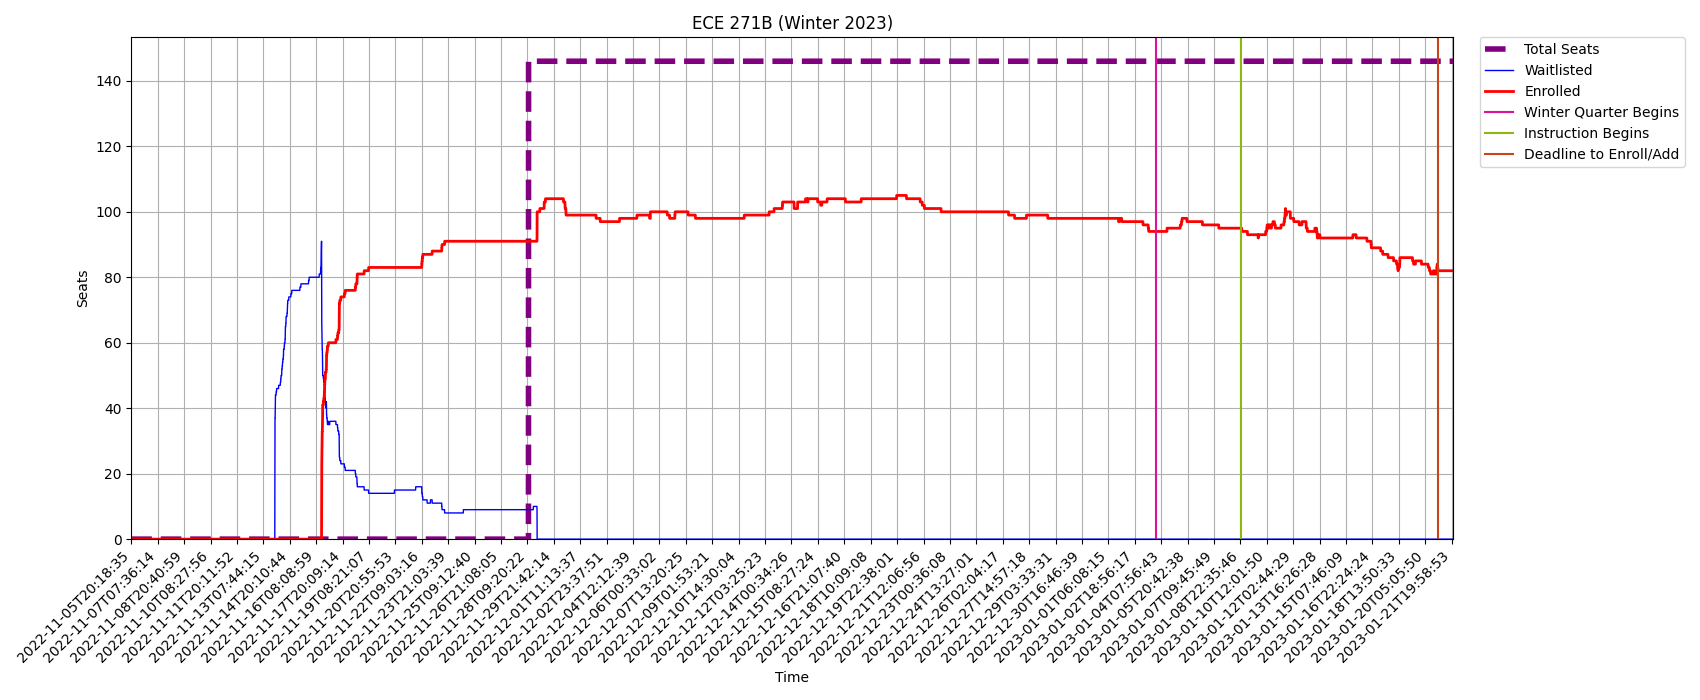 ECE 271B (Winter 2023)
Total Seats
Waitlisted
Enrolled
Winter Quarter Begins
Instruction Begins
Deadline to Enroll/Add
Seats
140
120
100
80
60
40
20
0
2022-11-05T20:18:35
2022-11-07T07:36:14
2022-11-08T20:40:59
2022-11-10T08:27:56
2022-11-11T20:11:52
2022-11-13T07:44:15
2022-11-14T20:10:44
2022-11-16T08:08:59
2022-11-17T20:09:14
2022-11-19T08:21:07
2022-11-20T20:55:53
2022-11-22T09:03:16
2022-11-23T21:03:39
2022-11-25T09:12:40
2022-11-26T21:08:05
2022-11-28T09:20:22
2022-11-29T21:42:14
2022-12-01T11:13:37
2022-12-02T23:37:51
2022-12-04T12:12:39
2022-12-06T00:33:02
2022-12-07T13:20:25
2022-12-09T01:53:21
2022-12-10T14:30:04
2022-12-12T03:25:23
2022-12-14T00:34:26
2022-12-15T08:27:24
2022-12-16T21:07:40
2022-12-18T10:09:08
2022-12-19T22:38:01
2022-12-21T12:06:56
2022-12-23T00:36:08
2022-12-24T13:27:01
2022-12-26T02:04:17
2022-12-27T14:57:18
2022-12-29T03:33:31
2022-12-30T16:46:39
2023-01-01T06:08:15
2023-01-02T18:56:17
2023-01-04T07:56:43
2023-01-05T20:42:38
2023-01-07T09:45:49
2023-01-08T22:35:46
2023-01-10T12:01:50
2023-01-12T02:44:29
2023-01-13T16:26:28
2023-01-15T07:46:09
2023-01-16T22:24:24
2023-01-18T13:50:33
2023-01-20T05:05:50
2023-01-21T19:58:53
Time